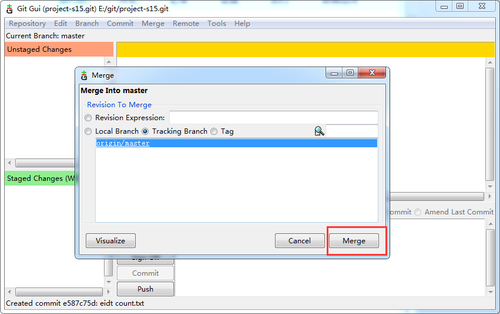 Git Gui (project-s15.git) E:/git/project-s15.git
Repository Edit Branch Commit Merge Remote Tools Help
Current Branch: master
Unstaged Changes
Merge
Merge Into master
Revision To Merge
Revision Expression:
Local Branch Tracking Branch Tag
origin/master
Staged Changes (W
ommit Amend Last Commit
Visualize Cancel Merge
Sign Off
Commit
Push
Created commit e587c75d: eidt count.txt